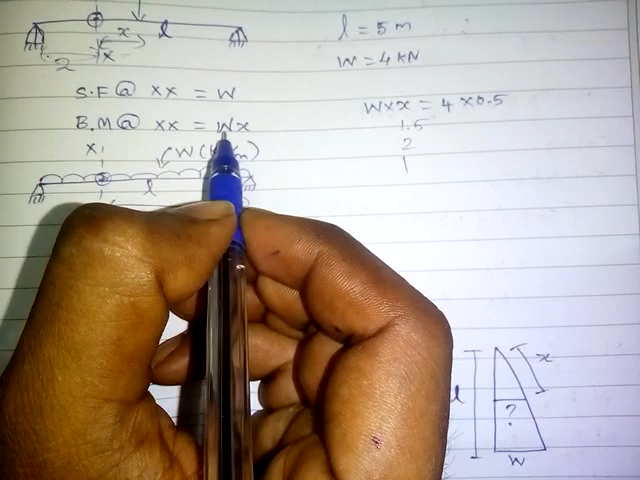 x
l
2
x
l = 5 m
W = 4 KN
S.F @ xx = W
B.M @ xx = Wx
W x x = 4 x 0.5
1.5
2
1
x
l
l
x
?
W